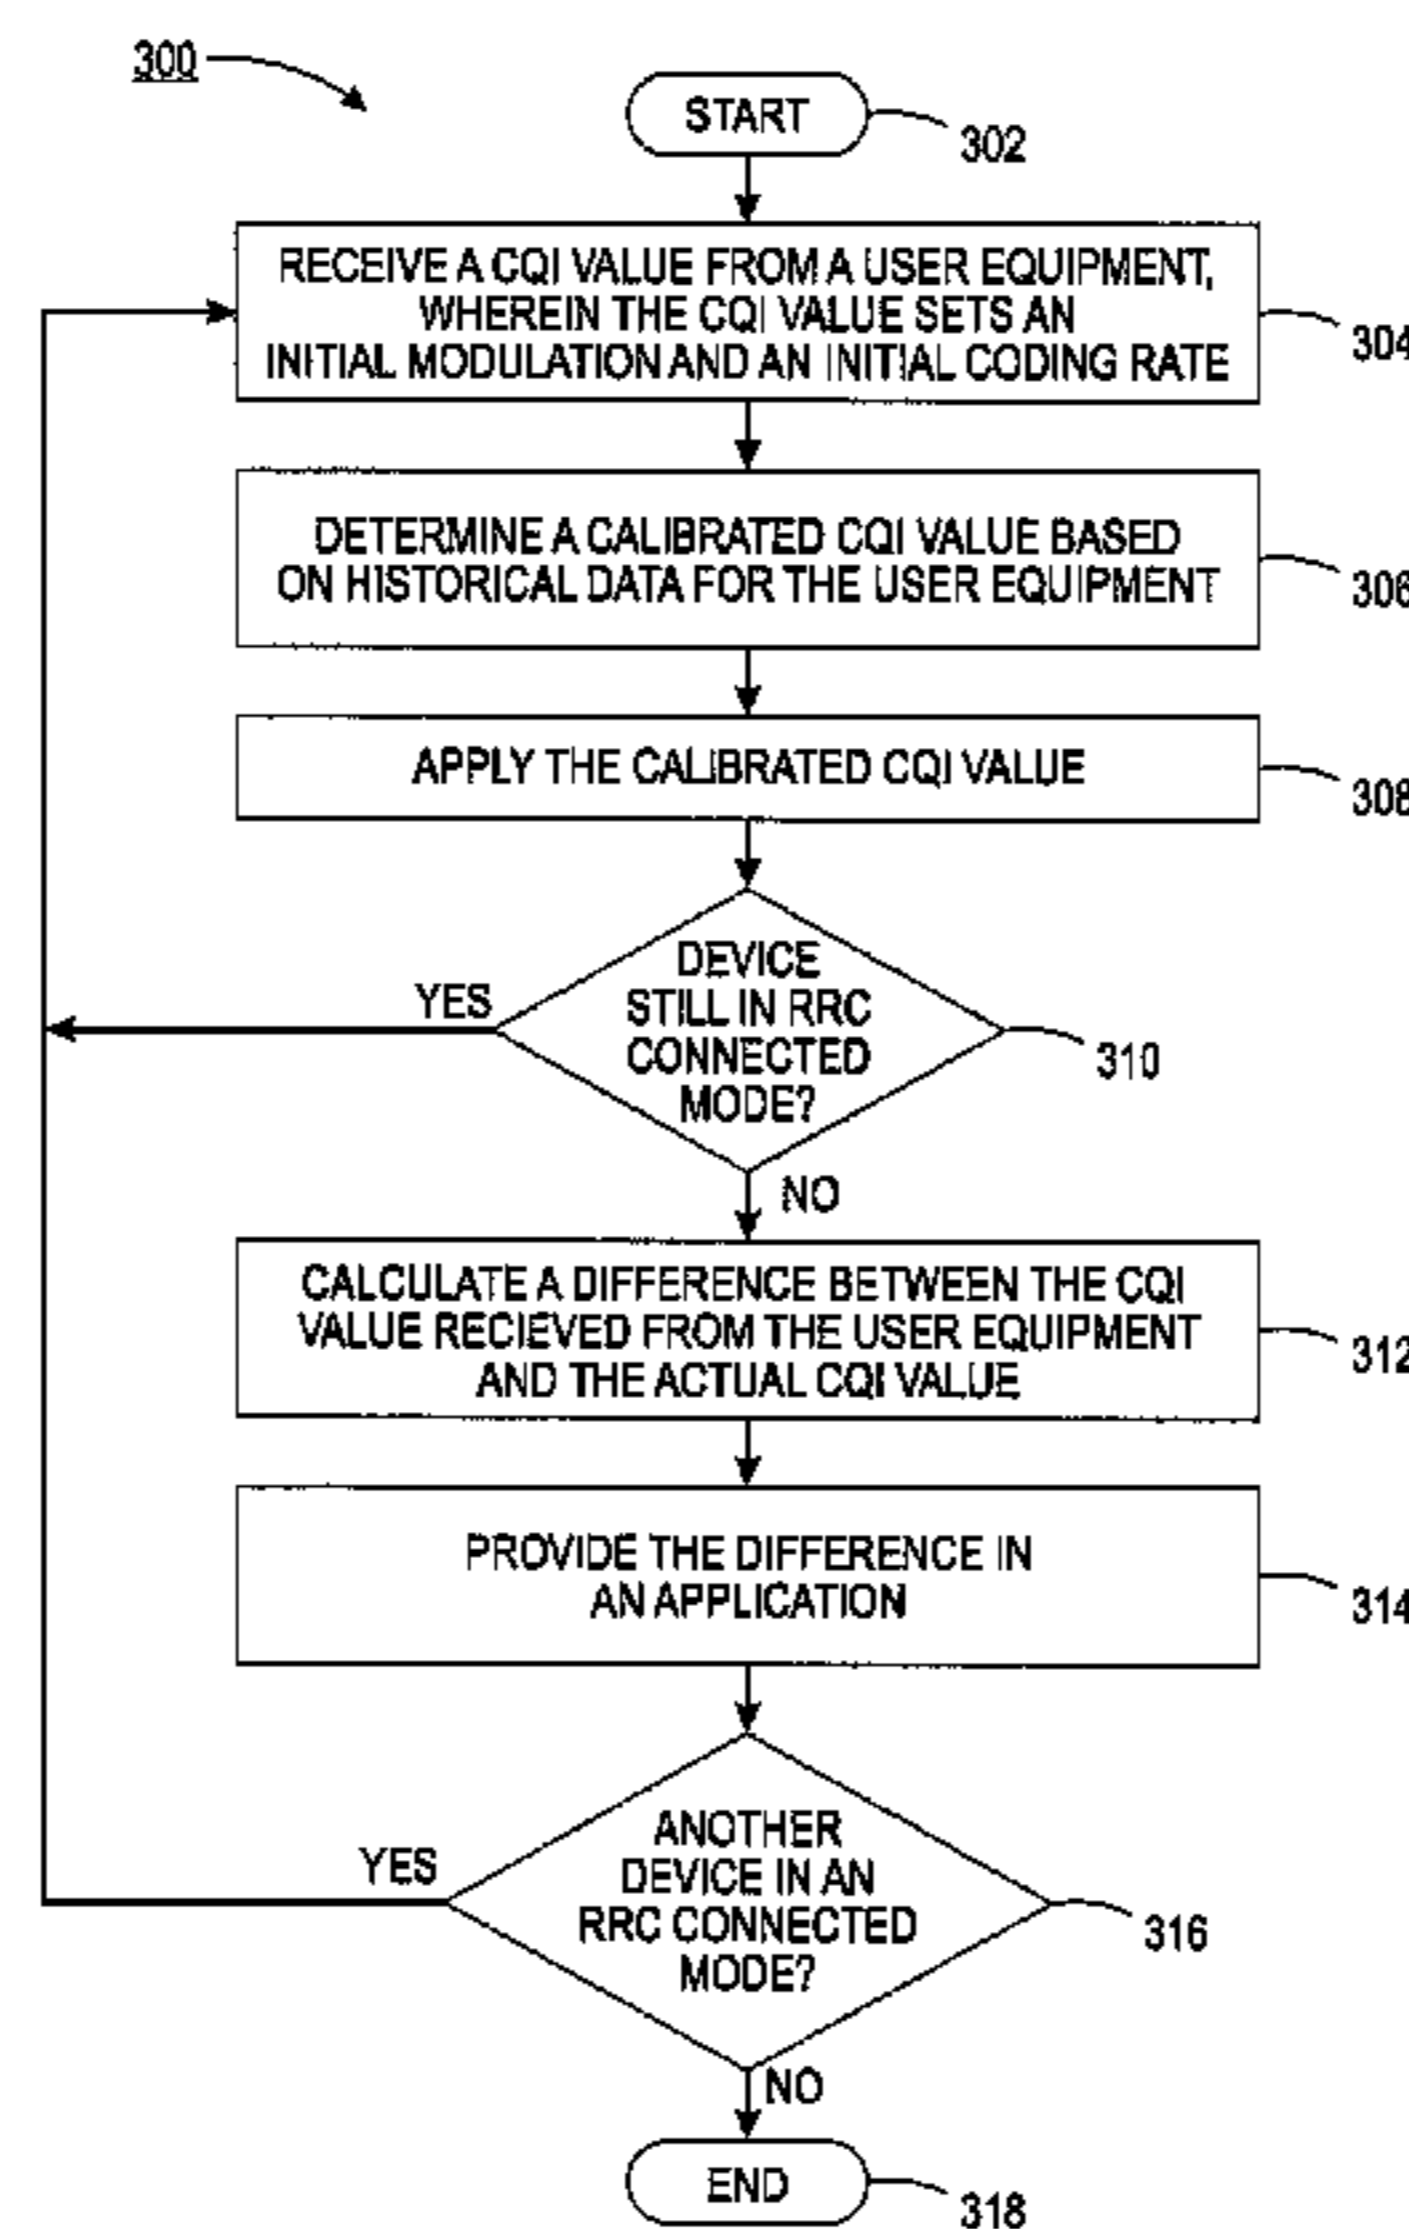 300
START
302
RECEIVE A CQI VALUE FROM A USER EQUIPMENT,
WHEREIN THE CQI VALUE SETS AN
INITIAL MODULATION AND AN INITIAL CODING RATE
304
DETERMINE A CALIBRATED CQI VALUE BASED
ON HISTORICAL DATA FOR THE USER EQUIPMENT
306
APPLY THE CALIBRATED CQI VALUE
308
DEVICE
STILL IN RRC
CONNECTED
MODE?
YES
310
NO
CALCULATE A DIFFERENCE BETWEEN THE CQI
VALUE RECIEVED FROM THE USER EQUIPMENT
AND THE ACTUAL CQI VALUE
312
PROVIDE THE DIFFERENCE IN
AN APPLICATION
314
ANOTHER
DEVICE IN AN
RRC CONNECTED
MODE?
YES
316
NO
END
318